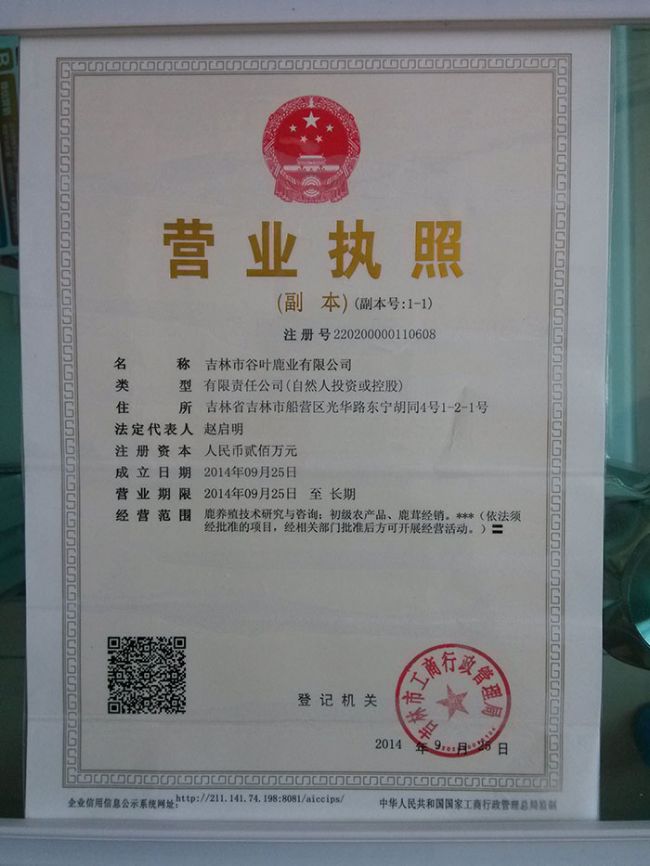 营业执照
(副 本) (副本号:1-1)
注册号220200000110608
名 称 吉林市谷叶鹿业有限公司
类 型 有限责任公司(自然人投资或控股)
住 所 吉林省吉林市船营区光华路东宁胡同4号1-2-1号
法定代表人 赵启明
注册资本 人民币贰佰万元
成立日期 2014年09月25日
营业期限 2014年09月25日 至 长期
经营范围 鹿养殖技术研究与咨询;初级农产品、鹿茸经销。***(依法须
经批准的项目,经相关部门批准后方可开展经营活动。)
吉林市工商行政管理局
登记机关
2014 年 9 月 25 日
企业信用信息公示系统网址:http://211.141.74.198:8081/aiccips/
中华人民共和国国家工商行政管理总局监制